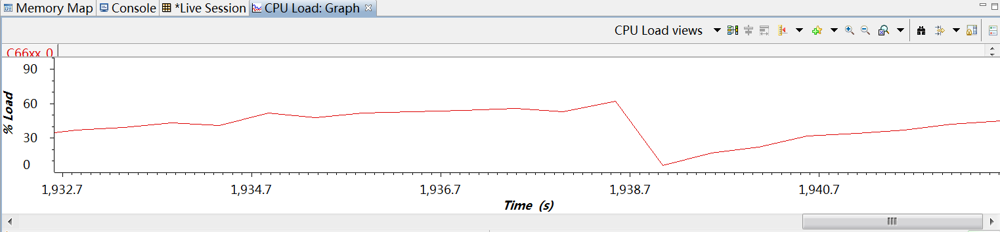 Memory Map Console *Live Session CPU Load: Graph
CPU Load views
C66xx_0
90
60
30
0
% Load
1,932.7 1,934.7 1,936.7 1,938.7 1,940.7
Time (s)